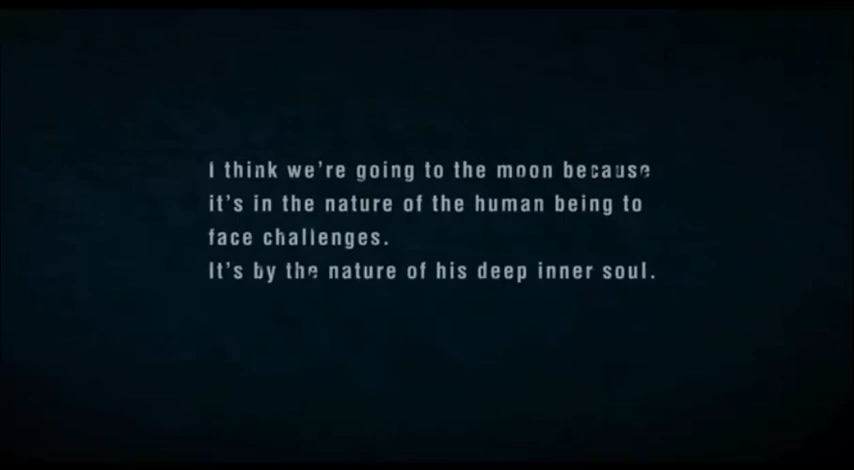 I think we're going to the moon because
it's in the nature of the human being to
face challenges.
It's by the nature of his deep inner soul.